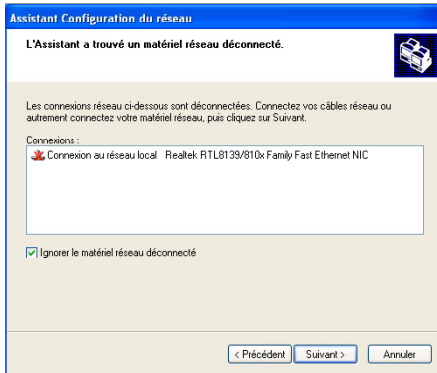 Assistant Configuration du réseau
L'Assistant a trouvé un matériel réseau déconnecté.
Les connexions réseau ci-dessous sont déconnectées. Connectez vos câbles réseau ou
autrement connectez votre matériel réseau, puis cliquez sur Suivant.
Connexions :
Connexion au réseau local Realtek RTL8139/810x Family Fast Ethernet NIC
Ignorer le matériel réseau déconnecté
< Précédent Suivant > Annuler